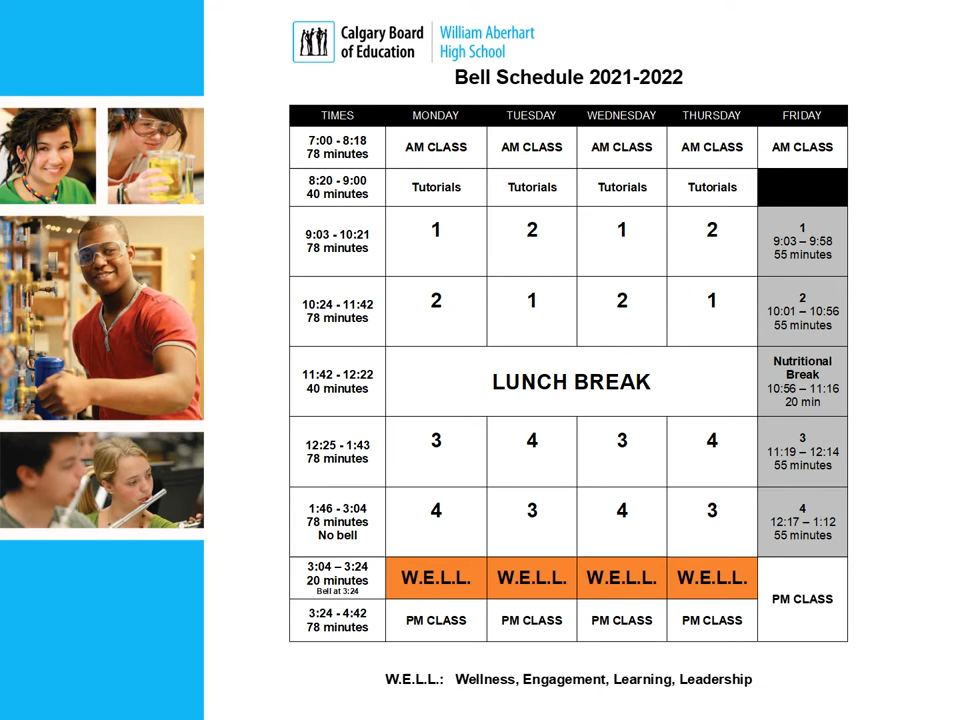 Calgary Board of Education
William Aberhart High School
Bell Schedule 2021-2022
TIMES MONDAY TUESDAY WEDNESDAY THURSDAY FRIDAY
7:00 - 8:18
78 minutes
AM CLASS AM CLASS AM CLASS AM CLASS AM CLASS
8:20 - 9:00
40 minutes
Tutorials Tutorials Tutorials Tutorials
9:03 - 10:21
78 minutes
1 2 1 2
1
9:03 – 9:58
55 minutes
10:24 - 11:42
78 minutes
2 1 2 1
2
10:01 – 10:56
55 minutes
11:42 - 12:22
40 minutes
LUNCH BREAK
Nutritional
Break
10:56 – 11:16
20 min
12:25 - 1:43
78 minutes
3 4 3 4
3
11:19 – 12:14
55 minutes
1:46 - 3:04
78 minutes
No bell
4 3 4 3
4
12:17 – 1:12
55 minutes
3:04 – 3:24
20 minutes
Bell at 3:24
W.E.L.L. W.E.L.L. W.E.L.L. W.E.L.L.
3:24 - 4:42
78 minutes
PM CLASS PM CLASS PM CLASS PM CLASS PM CLASS
W.E.L.L.: Wellness, Engagement, Learning, Leadership